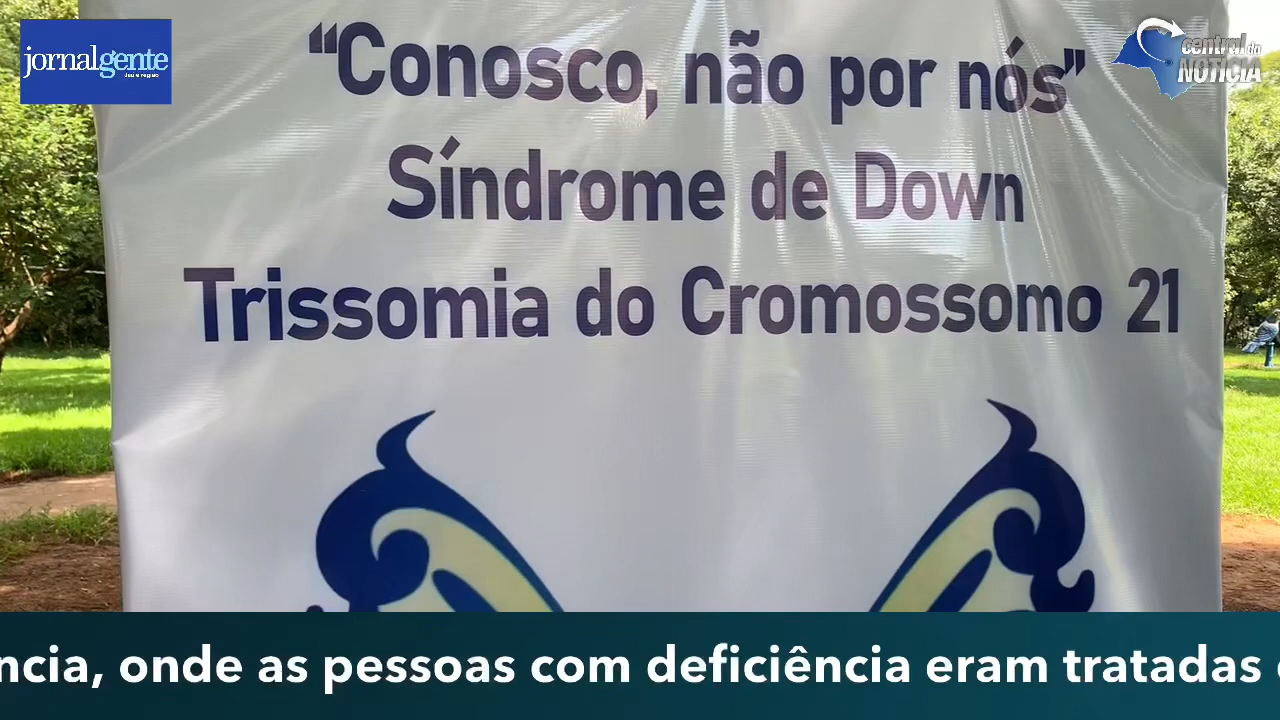 jornalgente
central da
NOTÍCIA
“Conosco, não por nós”
Síndrome de Down
Trissomia do Cromossomo 21
ncia, onde as pessoas com deficiência eram tratadas